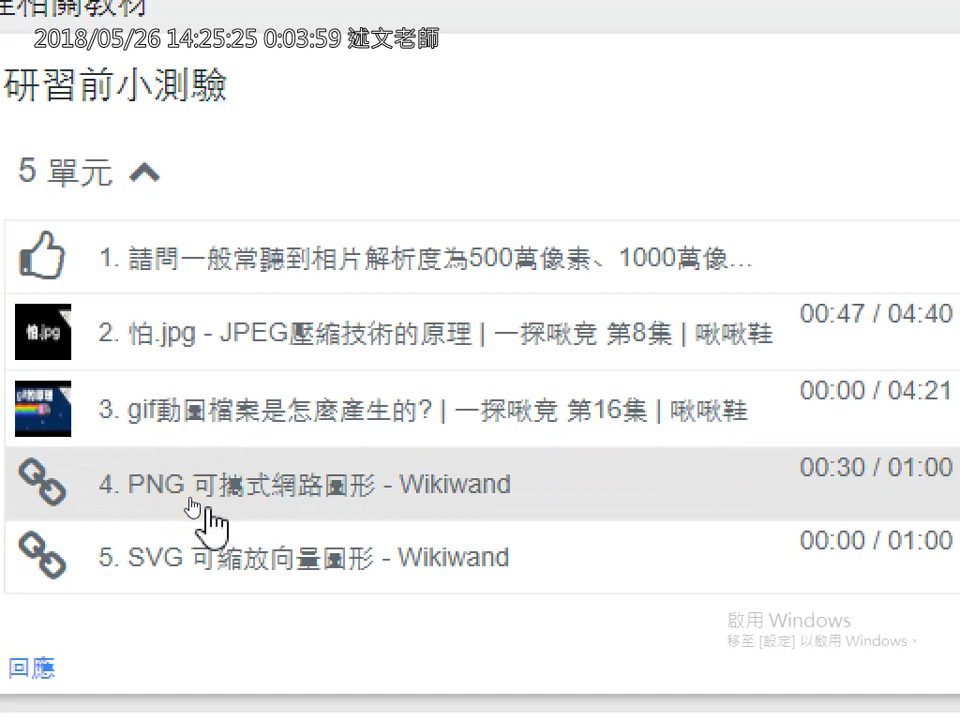 相關教材
2018/05/26 14:25:25 0:03:59 述文老師
研習前小測驗
5 單元
1. 請問一般常聽到相片解析度為500萬像素、1000萬像...
怕.jpg
2. 怕.jpg - JPEG壓縮技術的原理 | 一探啾竟 第8集 | 啾啾鞋
00:47 / 04:40
3. gif動圖檔案是怎麼產生的? | 一探啾竟 第16集 | 啾啾鞋
00:00 / 04:21
4. PNG 可攜式網路圖形 - Wikiwand
00:30 / 01:00
5. SVG 可縮放向量圖形 - Wikiwand
00:00 / 01:00
啟用 Windows
移至 [設定] 以啟用 Windows。
回應